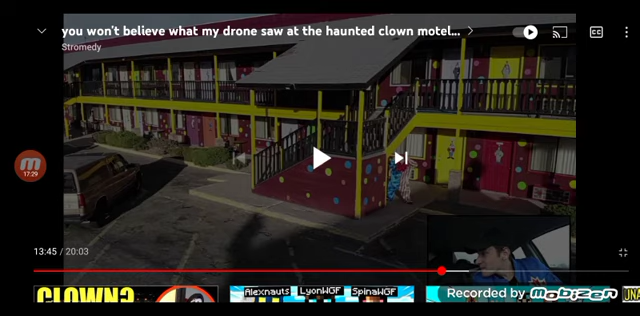 you won't believe what my drone saw at the haunted clown motel...
Stromedy
CC
17:29
13:45 / 20:03
CLOWN?
Alexnauts LyonWGF SpinaWGF
Recorded by mobizen
UNA